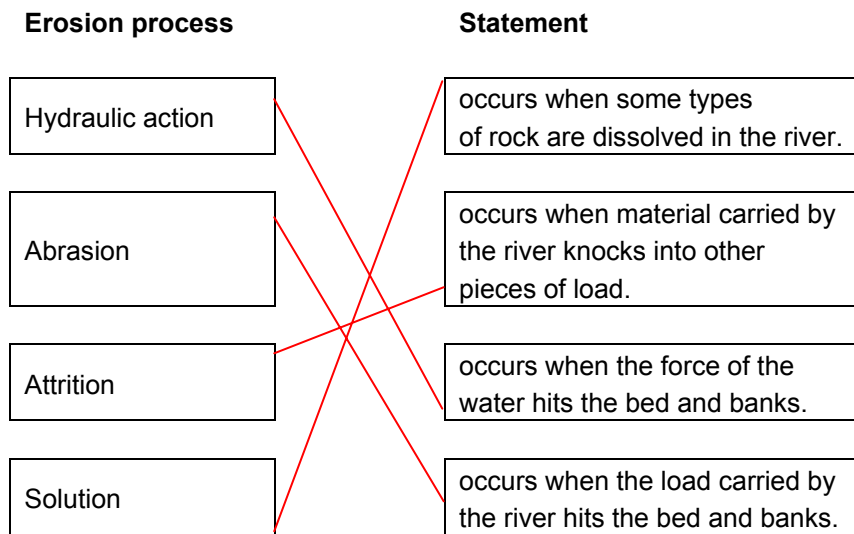 Erosion process
Statement
Hydraulic action
occurs when some types
of rock are dissolved in the river.
Abrasion
occurs when material carried by
the river knocks into other
pieces of load.
Attrition
occurs when the force of the
water hits the bed and banks.
Solution
occurs when the load carried by
the river hits the bed and banks.